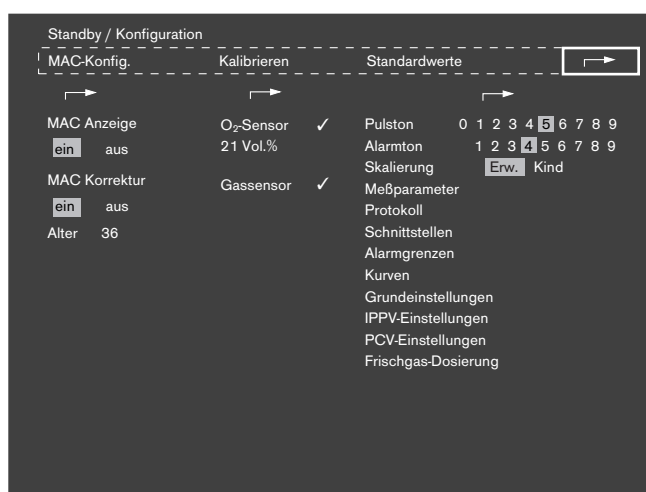 Standby / Konfiguration
MAC-Konfig. Kalibrieren Standardwerte
MAC Anzeige
ein aus
MAC Korrektur
ein aus
Alter 36
O₂-Sensor ✓
21 Vol.%
Gassensor ✓
Pulston 0 1 2 3 4 5 6 7 8 9
Alarmton 1 2 3 4 5 6 7 8 9
Skalierung Erw. Kind
Meßparameter
Protokoll
Schnittstellen
Alarmgrenzen
Kurven
Grundeinstellungen
IPPV-Einstellungen
PCV-Einstellungen
Frischgas-Dosierung